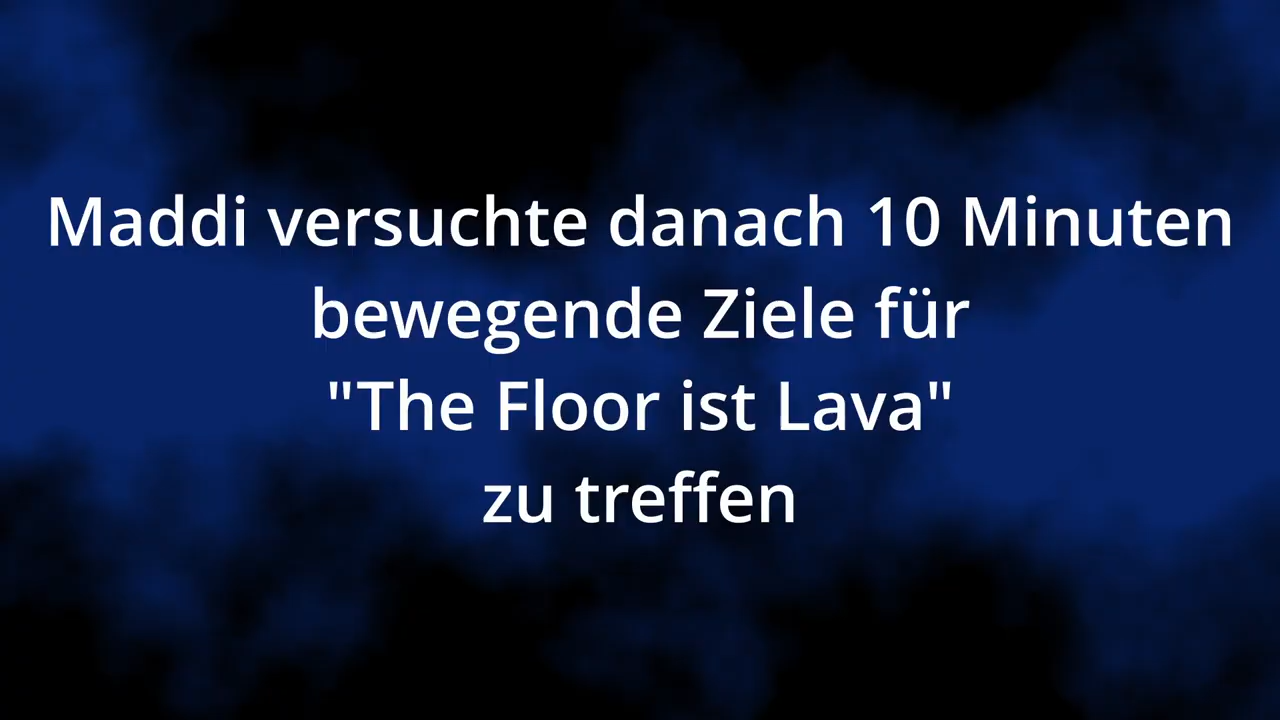 Maddi versuchte danach 10 Minuten
bewegende Ziele für
"The Floor ist Lava"
zu treffen